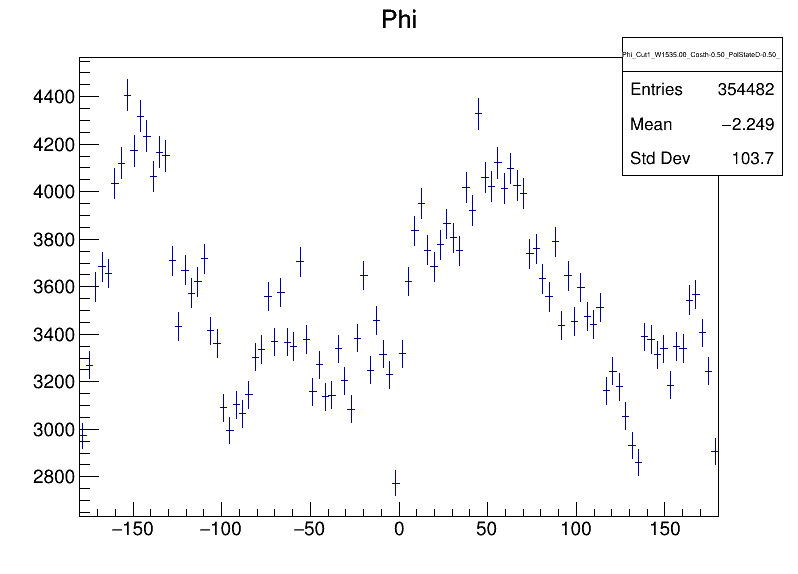 Phi
Phi_Cut1_W1535.00_Costh-0.50_PolStateD-0.50_
Entries 354482
Mean −2.249
Std Dev 103.7
4400
4200
4000
3800
3600
3400
3200
3000
2800
−150 −100 −50 0 50 100 150